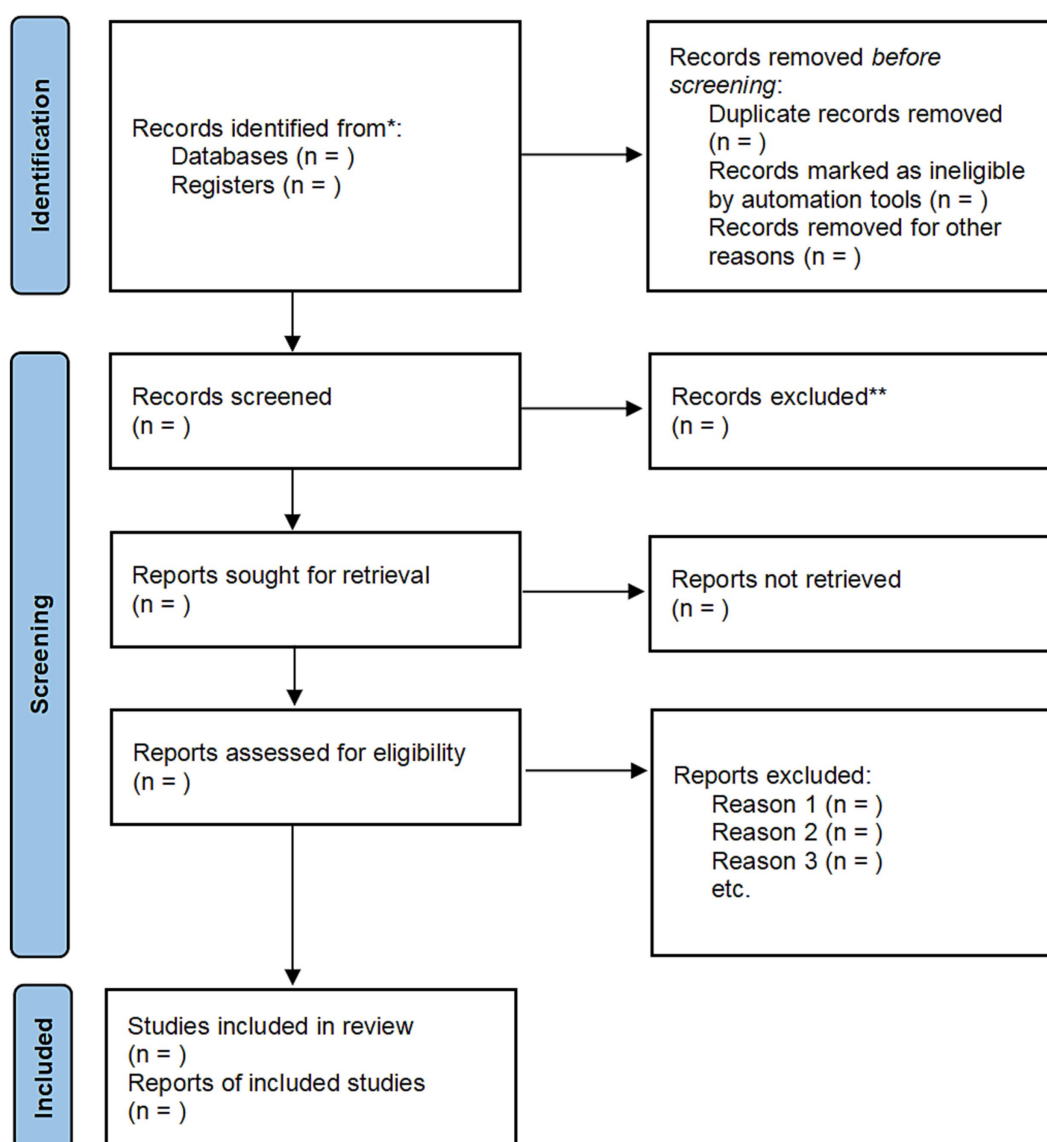 Identification
Records identified from*:
Databases (n = )
Registers (n = )
Records removed before
screening:
Duplicate records removed
(n = )
Records marked as ineligible
by automation tools (n = )
Records removed for other
reasons (n = )
Screening
Records screened
(n = )
Records excluded**
(n = )
Reports sought for retrieval
(n = )
Reports not retrieved
(n = )
Reports assessed for eligibility
(n = )
Reports excluded:
Reason 1 (n = )
Reason 2 (n = )
Reason 3 (n = )
etc.
Included
Studies included in review
(n = )
Reports of included studies
(n = )